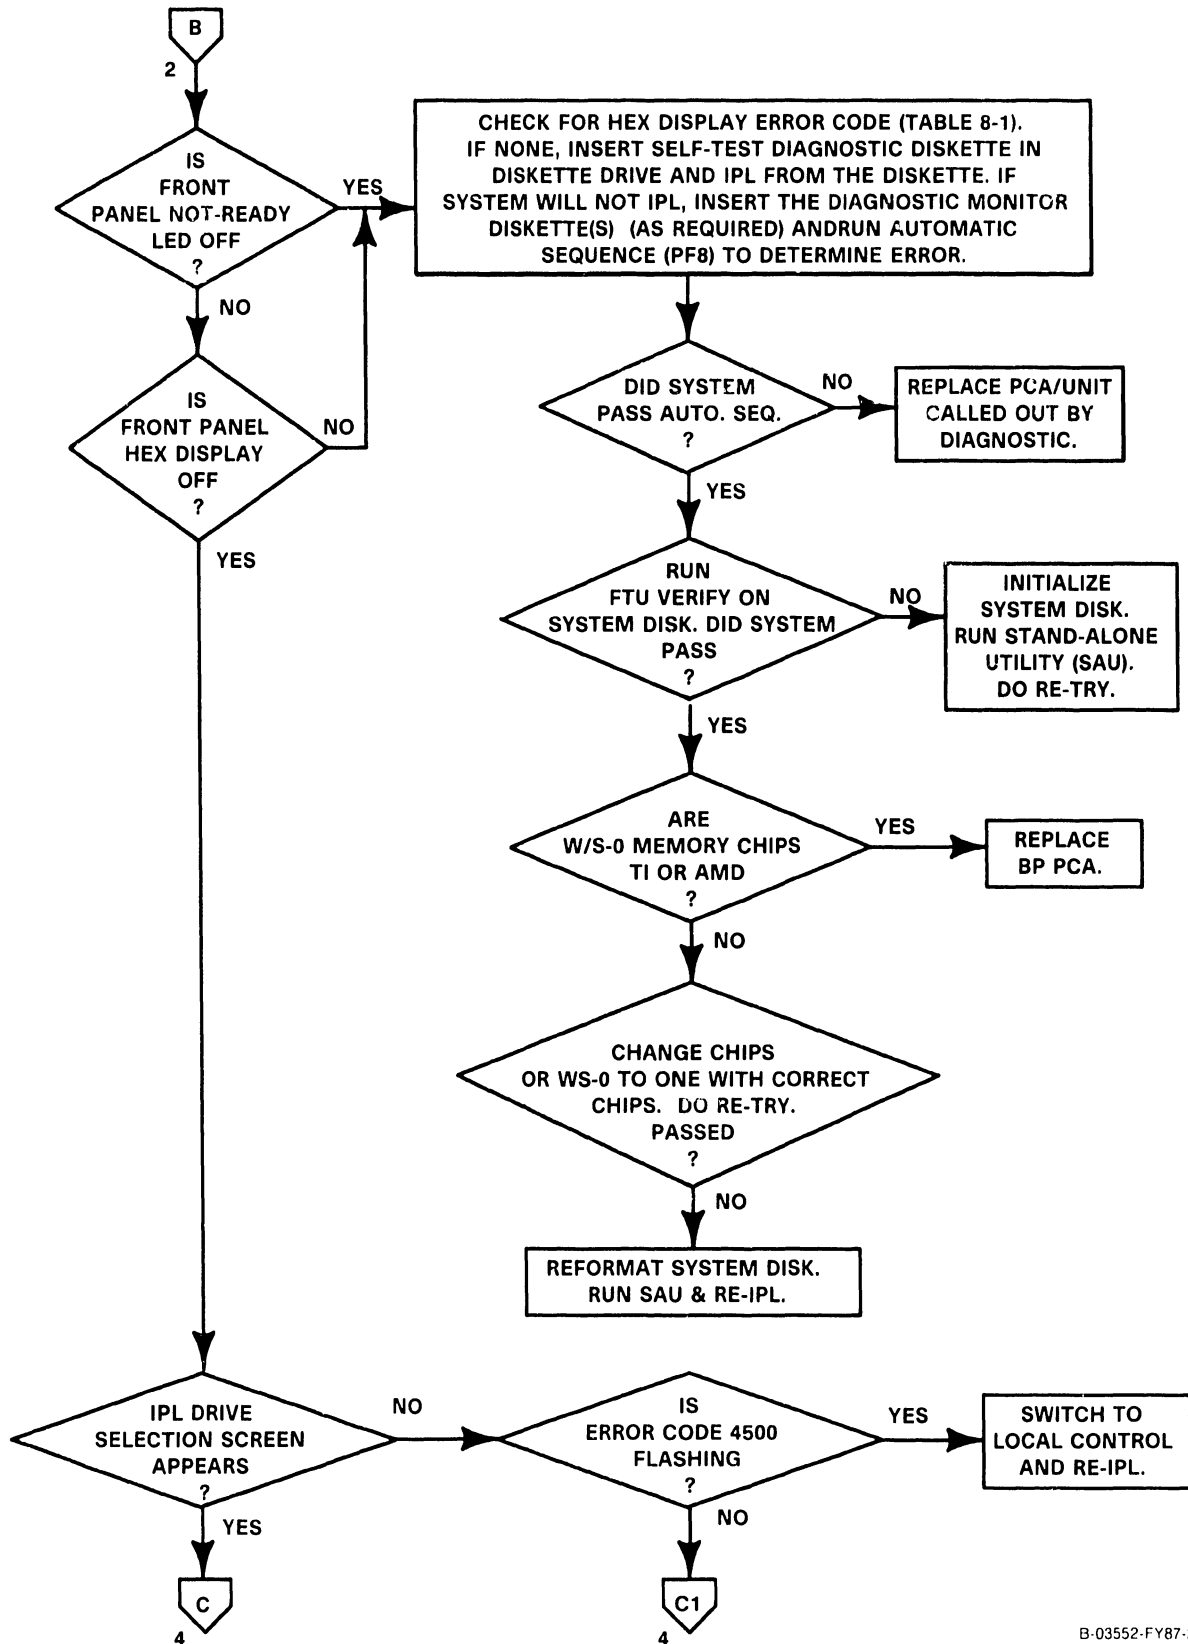 B
2
IS
FRONT
PANEL NOT-READY
LED OFF
?
YES
NO
CHECK FOR HEX DISPLAY ERROR CODE (TABLE 8-1).
IF NONE, INSERT SELF-TEST DIAGNOSTIC DISKETTE IN
DISKETTE DRIVE AND IPL FROM THE DISKETTE. IF
SYSTEM WILL NOT IPL, INSERT THE DIAGNOSTIC MONITOR
DISKETTE(S) (AS REQUIRED) ANDRUN AUTOMATIC
SEQUENCE (PF8) TO DETERMINE ERROR.
IS
FRONT PANEL
HEX DISPLAY
OFF
?
NO
YES
DID SYSTEM
PASS AUTO. SEQ.
?
NO
YES
REPLACE PCA/UNIT
CALLED OUT BY
DIAGNOSTIC.
RUN
FTU VERIFY ON
SYSTEM DISK. DID SYSTEM
PASS
?
NO
YES
INITIALIZE
SYSTEM DISK.
RUN STAND-ALONE
UTILITY (SAU).
DO RE-TRY.
ARE
W/S-0 MEMORY CHIPS
TI OR AMD
?
YES
NO
REPLACE
BP PCA.
CHANGE CHIPS
OR WS-0 TO ONE WITH CORRECT
CHIPS. DO RE-TRY.
PASSED
?
NO
REFORMAT SYSTEM DISK.
RUN SAU & RE-IPL.
IPL DRIVE
SELECTION SCREEN
APPEARS
?
NO
YES
IS
ERROR CODE 4500
FLASHING
?
YES
NO
SWITCH TO
LOCAL CONTROL
AND RE-IPL.
C
4
C1
4
B-03552-FY87-